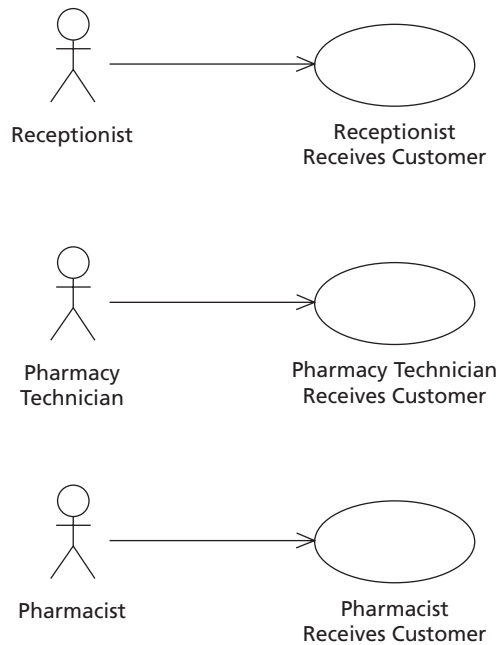 Receptionist
Receptionist
Receives Customer
Pharmacy
Technician
Pharmacy Technician
Receives Customer
Pharmacist
Pharmacist
Receives Customer